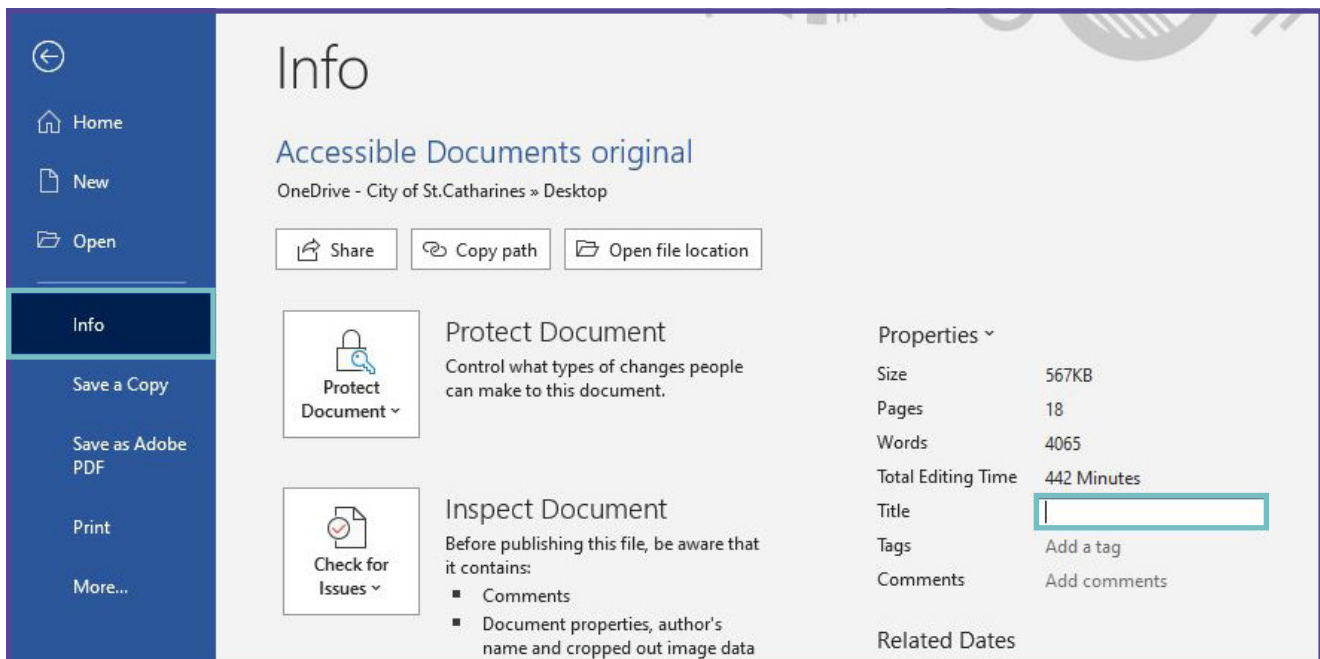 Info
Home
New
Open
Info
Save a Copy
Save as Adobe
PDF
Print
More...
Accessible Documents original
OneDrive - City of St.Catharines » Desktop
Share
Copy path
Open file location
Protect
Document
Protect Document
Control what types of changes people
can make to this document.
Check for
Issues
Inspect Document
Before publishing this file, be aware that
it contains:
▪ Comments
▪ Document properties, author's
name and cropped out image data
Properties
Size 567KB
Pages 18
Words 4065
Total Editing Time 442 Minutes
Title
Tags Add a tag
Comments Add comments
Related Dates